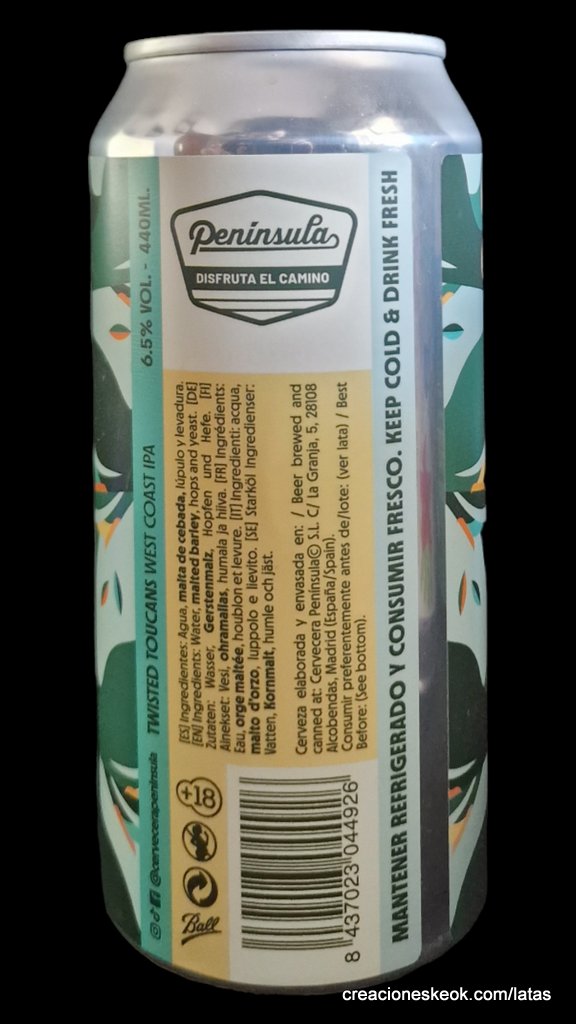 Península
DISFRUTA EL CAMINO
@cervecerapeninsula
TWISTED TOUCANS WEST COAST IPA
6.5% VOL. - 440ML.
[ES] Ingredientes: Agua, malta de cebada, lúpulo y levadura.
[EN] Ingredients: Water, malted barley, hops and yeast. [DE]
Zutaten: Wasser, Gerstenmalz, Hopfen und Hefe. [FI]
Ainekset: Vesi, ohramallas, humala ja hiiva. [FR] Ingrédients:
Eau, orge maltée, houblon et levure. [IT] Ingredienti: acqua,
malto d'orzo, luppolo e lievito. [SE] Starköl Ingredienser:
Vatten, Kornmalt, humle och jäst.
Cerveza elaborada y envasada en: / Beer brewed and
canned at: Cervecera Península© S.L. C/ La Granja, 5, 28108
Alcobendas, Madrid (España/Spain).
Consumir preferentemente antes de/lote: (ver lata) / Best
Before: (See bottom).
Ball
+18
8 437023 044926
MANTENER REFRIGERADO Y CONSUMIR FRESCO. KEEP COLD & DRINK FRESH
creacioneskeok.com/latas